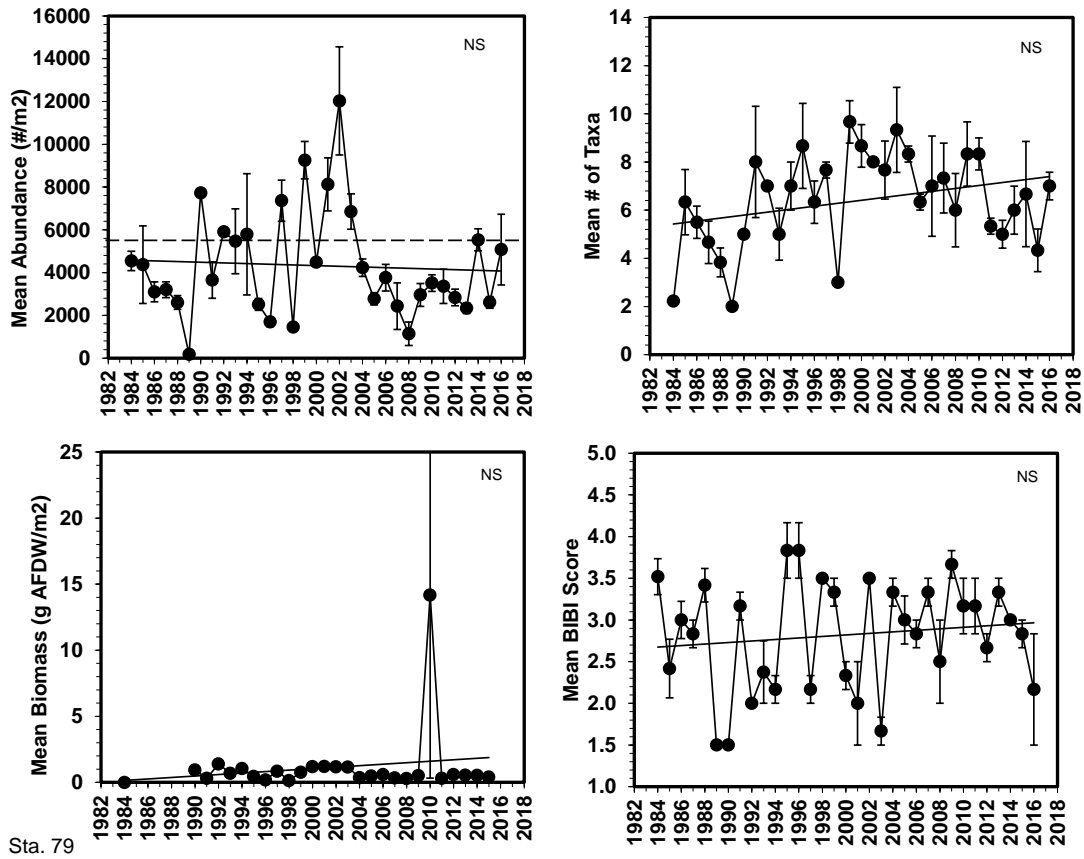 Mean Abundance (#/m2)
16000
14000
12000
10000
8000
6000
4000
2000
0
NS
1982 1984 1986 1988 1990 1992 1994 1996 1998 2000 2002 2004 2006 2008 2010 2012 2014 2016 2018
Mean # of Taxa
14
12
10
8
6
4
2
0
NS
1982 1984 1986 1988 1990 1992 1994 1996 1998 2000 2002 2004 2006 2008 2010 2012 2014 2016 2018
Mean Biomass (g AFDW/m2)
25
20
15
10
5
0
NS
1982 1984 1986 1988 1990 1992 1994 1996 1998 2000 2002 2004 2006 2008 2010 2012 2014 2016 2018
Mean BIBI Score
5.0
4.5
4.0
3.5
3.0
2.5
2.0
1.5
1.0
NS
1982 1984 1986 1988 1990 1992 1994 1996 1998 2000 2002 2004 2006 2008 2010 2012 2014 2016 2018
Sta. 79